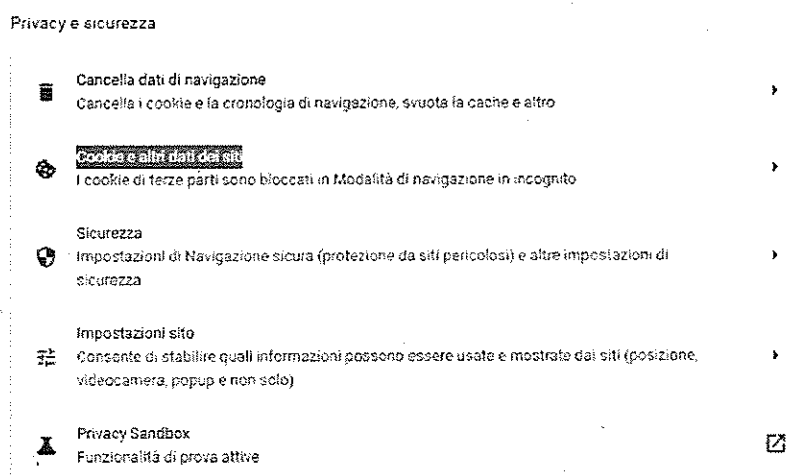 Privacy e sicurezza
Cancella dati di navigazione
Cancella i cookie e la cronologia di navigazione, svuota la cache e altro
Cookie e altri dati dei siti
I cookie di terze parti sono bloccati in Modalità di navigazione in incognito
Sicurezza
Impostazioni di Navigazione sicura (protezione da siti pericolosi) e altre impostazioni di
sicurezza
Impostazioni sito
Consente di stabilire quali informazioni possono essere usate e mostrate dai siti (posizione,
videocamera, popup e non solo)
Privacy Sandbox
Funzionalità di prova attive